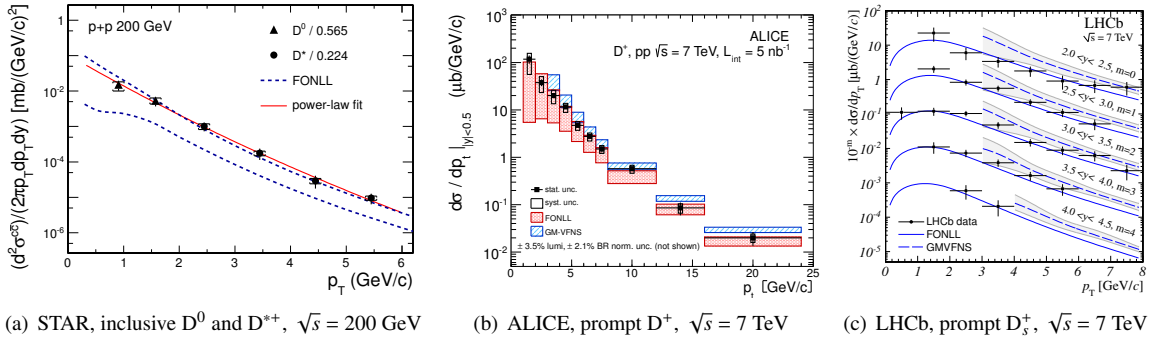 (d²σ^cc̄)/(2πp_T dp_T dy) [mb/(GeV/c)²]
10⁻²
10⁻⁴
10⁻⁶
p+p 200 GeV
D⁰ / 0.565
D* / 0.224
FONLL
power-law fit
0 2 4 6
p_T (GeV/c)
(a) STAR, inclusive D⁰ and D*⁺, √s = 200 GeV
dσ / dp_t |_|y|<0.5 (μb/GeV/c)
10³
10²
10
1
10⁻¹
10⁻²
ALICE
D⁺, pp √s = 7 TeV, L_int = 5 nb⁻¹
stat. unc.
syst. unc.
FONLL
GM-VFNS
± 3.5% lumi, ± 2.1% BR norm. unc. (not shown)
0 5 10 15 20 25
p_t [GeV/c]
(b) ALICE, prompt D⁺, √s = 7 TeV
10⁻ᵐ × dσ/dp_T [μb/(GeV/c)]
10²
10
1
10⁻¹
10⁻²
10⁻³
10⁻⁴
10⁻⁵
LHCb
√s = 7 TeV
2.0 <y< 2.5, m=0
2.5 <y< 3.0, m=1
3.0 <y< 3.5, m=2
3.5 <y< 4.0, m=3
4.0 <y< 4.5, m=4
LHCb data
FONLL
GMVFNS
0 1 2 3 4 5 6 7 8
p_T [GeV/c]
(c) LHCb, prompt D_s⁺, √s = 7 TeV